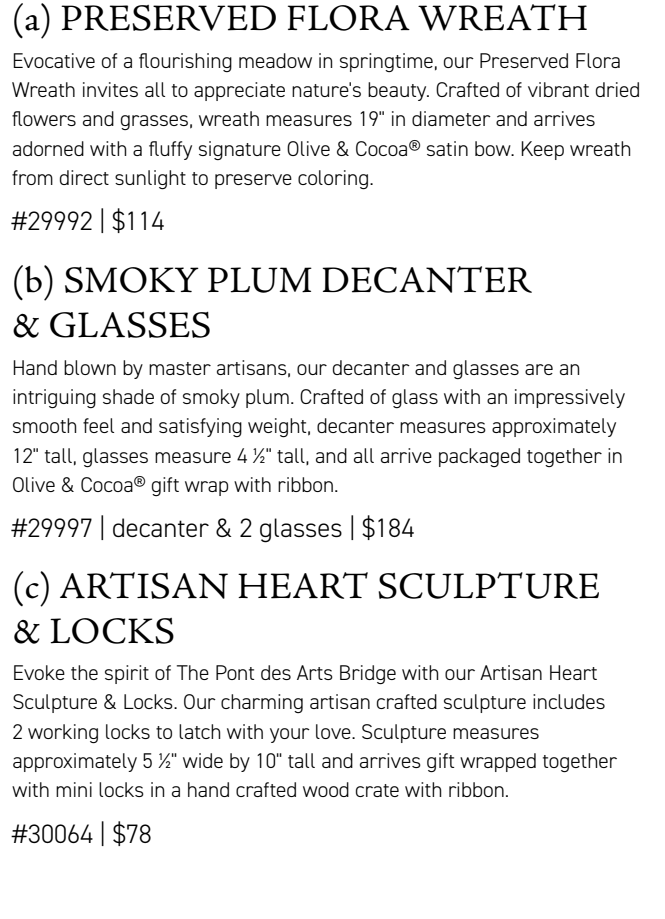 (a) PRESERVED FLORA WREATH
Evocative of a flourishing meadow in springtime, our Preserved Flora
Wreath invites all to appreciate nature's beauty. Crafted of vibrant dried
flowers and grasses, wreath measures 19" in diameter and arrives
adorned with a fluffy signature Olive & Cocoa® satin bow. Keep wreath
from direct sunlight to preserve coloring.
#29992 | $114
(b) SMOKY PLUM DECANTER
& GLASSES
Hand blown by master artisans, our decanter and glasses are an
intriguing shade of smoky plum. Crafted of glass with an impressively
smooth feel and satisfying weight, decanter measures approximately
12" tall, glasses measure 4 ½" tall, and all arrive packaged together in
Olive & Cocoa® gift wrap with ribbon.
#29997 | decanter & 2 glasses | $184
(c) ARTISAN HEART SCULPTURE
& LOCKS
Evoke the spirit of The Pont des Arts Bridge with our Artisan Heart
Sculpture & Locks. Our charming artisan crafted sculpture includes
2 working locks to latch with your love. Sculpture measures
approximately 5 ½" wide by 10" tall and arrives gift wrapped together
with mini locks in a hand crafted wood crate with ribbon.
#30064 | $78